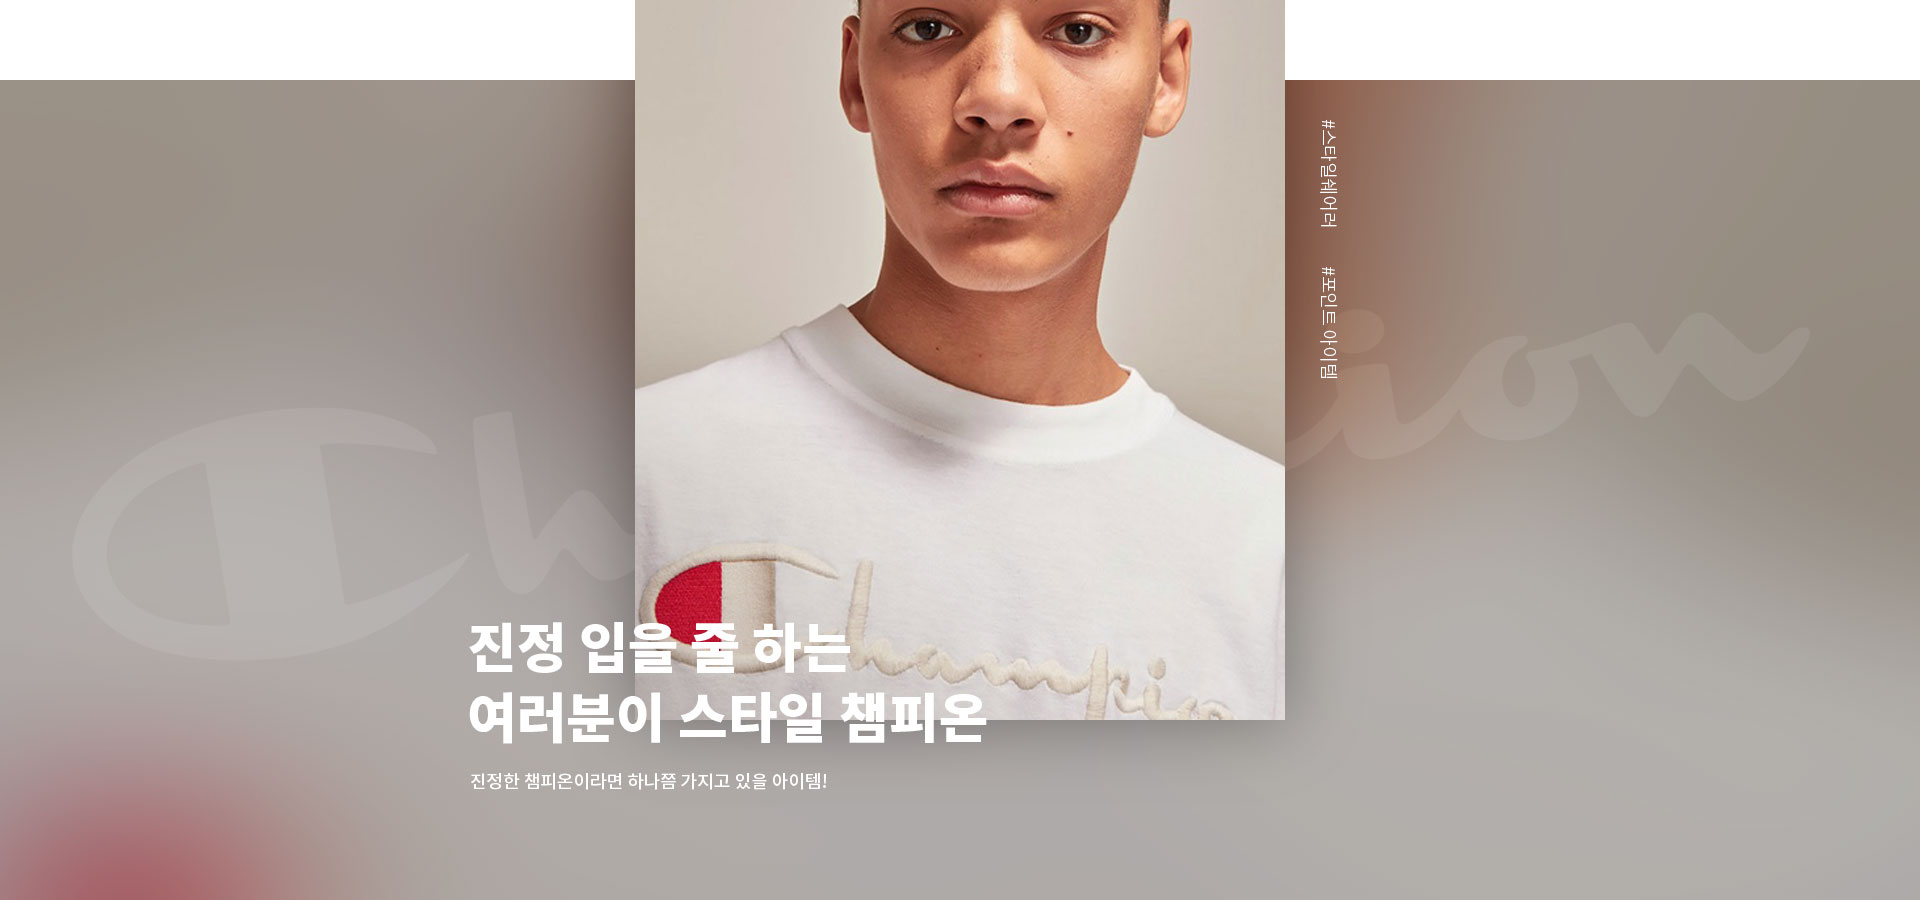 #스타일쉐어러
#포인트 아이템
Champion
Champion
진정 입을 줄 하는
여러분이 스타일 챔피온
진정한 챔피온이라면 하나쯤 가지고 있을 아이템!